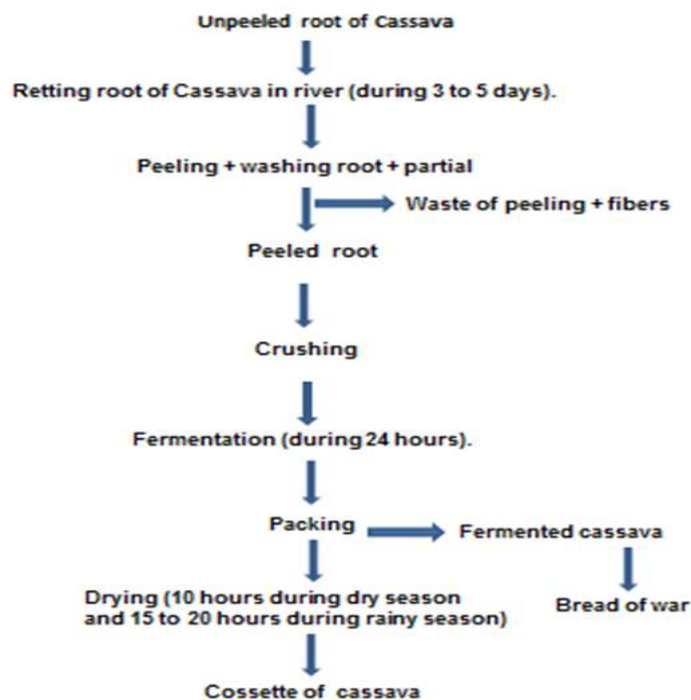 Unpeeled root of Cassava
Retting root of Cassava in river (during 3 to 5 days).
Peeling + washing root + partial
Waste of peeling + fibers
Peeled root
Crushing
Fermentation (during 24 hours).
Packing
Fermented cassava
Drying (10 hours during dry season
and 15 to 20 hours during rainy season)
Bread of war
Cossette of cassava